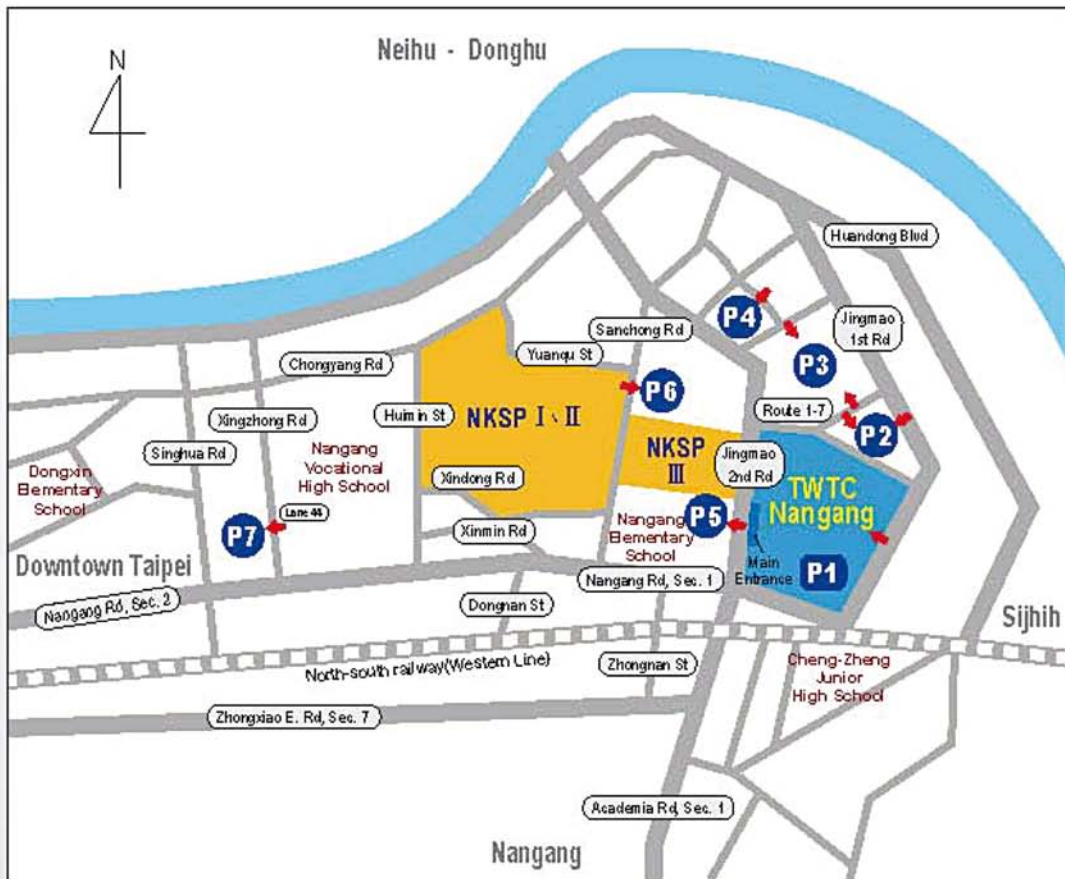 Neihu - Donghu
N
Huandong Blvd
P4
Sanchong Rd
Jingmao
1st Rd
Yuanqu St
P3
Chongyang Rd
P6
Huimin St
Route 1-7
Xingzhong Rd
NKSP I、II
P2
Singhua Rd
Nangang
Vocational
High School
NKSP
III
Jingmao
2nd Rd
Dongxin
Elementary
School
Xindong Rd
TWTC
Nangang
Lane 44
P7
Xinmin Rd
Nangang
Elementary
School
P5
Main
Entrance
P1
Downtown Taipei
Nangang Rd, Sec. 1
Nangang Rd, Sec. 2
Dongnan St
Sijhih
North-south railway(Western Line)
Zhongnan St
Cheng-Zheng
Junior
High School
Zhongxiao E. Rd, Sec. 7
Academia Rd, Sec. 1
Nangang